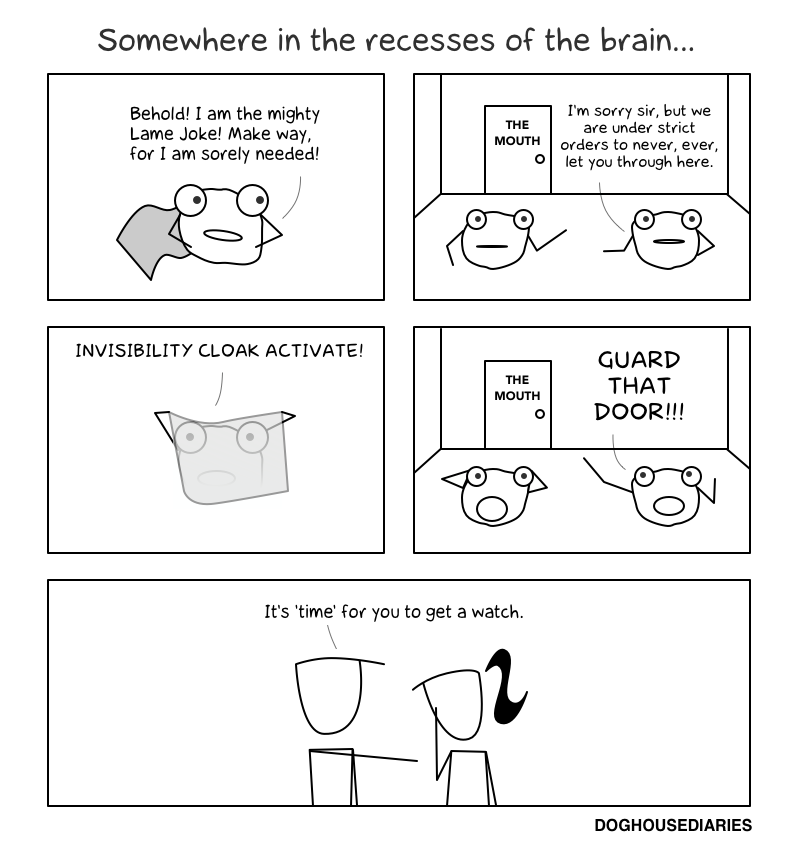 Somewhere in the recesses of the brain...
Behold! I am the mighty
Lame Joke! Make way,
for I am sorely needed!
THE
MOUTH
I'm sorry sir, but we
are under strict
orders to never, ever,
let you through here.
INVISIBILITY CLOAK ACTIVATE!
THE
MOUTH
GUARD
THAT
DOOR!!!
It's 'time' for you to get a watch.
DOGHOUSEDIARIES